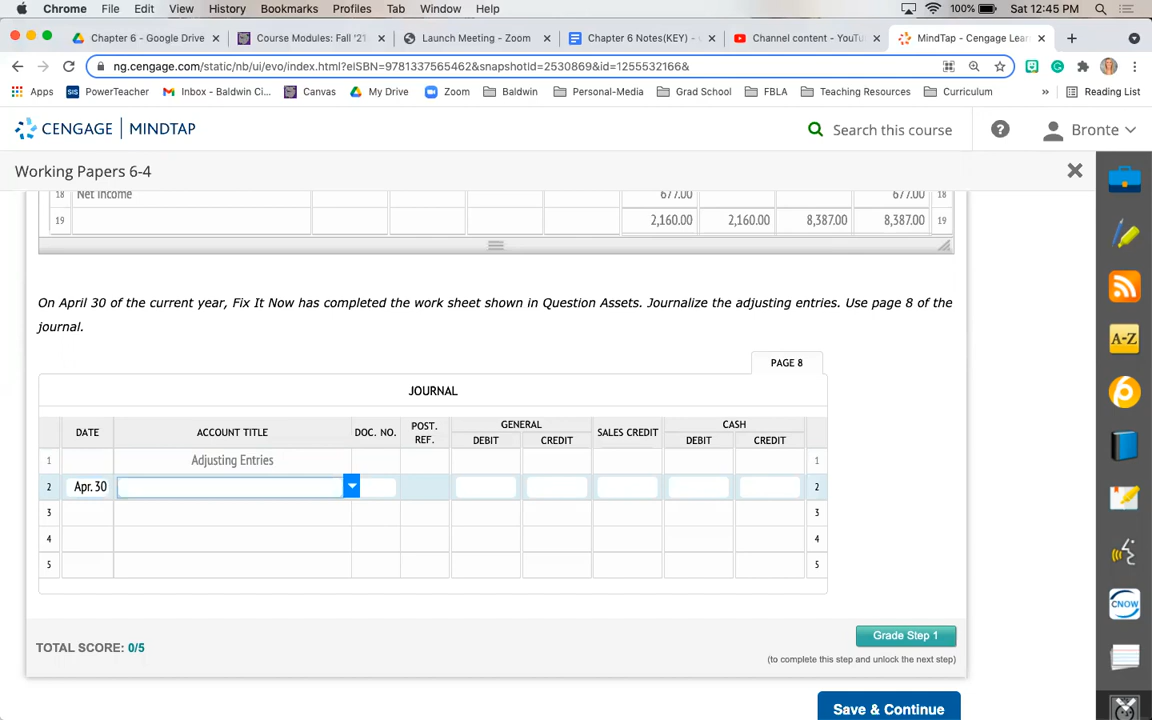 Chrome File Edit View History Bookmarks Profiles Tab Window Help 100% Sat 12:45 PM
Chapter 6 - Google Drive × Course Modules: Fall '21 × Launch Meeting - Zoom × Chapter 6 Notes(KEY) - × Channel content - YouTu × MindTap - Cengage Lear × +
ng.cengage.com/static/nb/ui/evo/index.html?eISBN=9781337565462&snapshotId=2530869&id=1255532166&
Apps SIS PowerTeacher Inbox - Baldwin Ci... Canvas My Drive Zoom Baldwin Personal-Media Grad School FBLA Teaching Resources Curriculum » Reading List
CENGAGE | MINDTAP Search this course ? Bronte
Working Papers 6-4
18 Net Income 677.00 677.00 18
19 2,160.00 2,160.00 8,387.00 8,387.00 19
On April 30 of the current year, Fix It Now has completed the work sheet shown in Question Assets. Journalize the adjusting entries. Use page 8 of the
journal.
PAGE 8
JOURNAL
DATE ACCOUNT TITLE DOC. NO. POST. REF. GENERAL DEBIT CREDIT SALES CREDIT CASH DEBIT CREDIT
1 Adjusting Entries 1
2 Apr. 30 2
3 3
4 4
5 5
TOTAL SCORE: 0/5
Grade Step 1
(to complete this step and unlock the next step)
Save & Continue
A-Z
CNOW